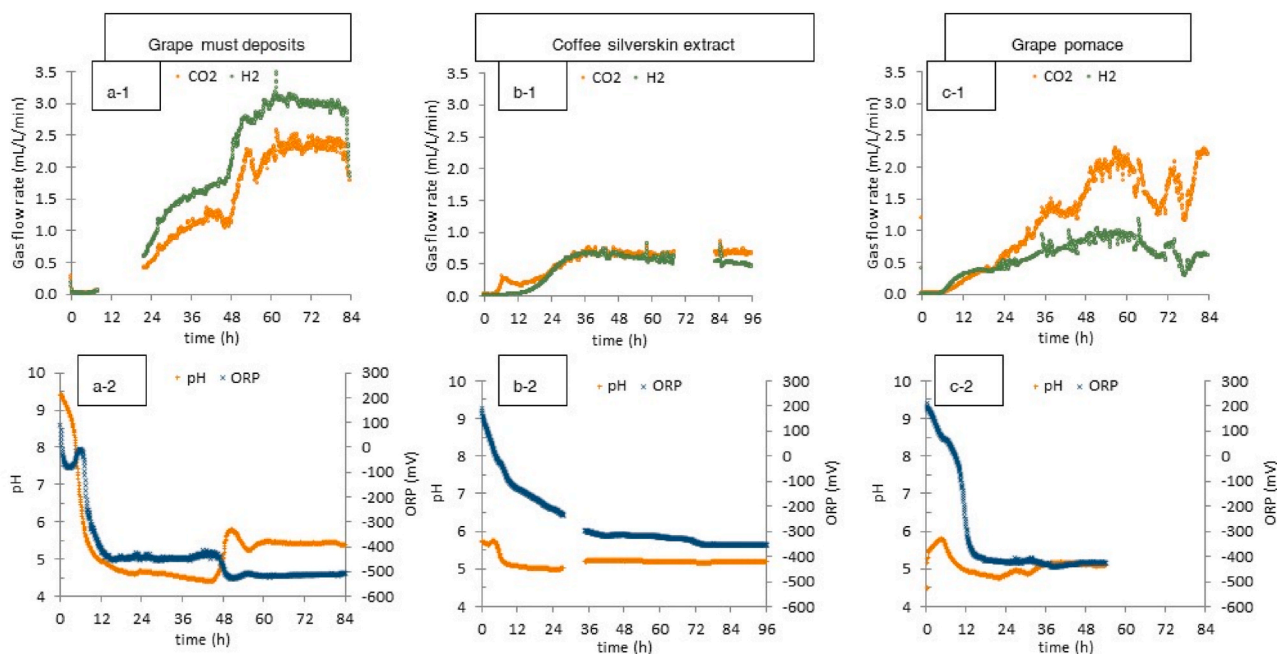 Grape must deposits
Coffee silverskin extract
Grape pomace
a-1
CO2 H2
Gas flow rate (mL/L/min)
3.5
3.0
2.5
2.0
1.5
1.0
0.5
0.0
0 12 24 36 48 60 72 84
time (h)
b-1
CO2 H2
Gas flow rate (mL/L/min)
3.5
3.0
2.5
2.0
1.5
1.0
0.5
0.0
0 12 24 36 48 60 72 84 96
time (h)
c-1
CO2 H2
Gas flow rate (mL/L/min)
3.5
3.0
2.5
2.0
1.5
1.0
0.5
0.0
0 12 24 36 48 60 72 84
time (h)
a-2
pH ORP
pH
10
9
8
7
6
5
4
300
200
100
0
-100
-200
-300
-400
-500
-600
ORP (mV)
0 12 24 36 48 60 72 84
time (h)
b-2
pH ORP
pH
10
9
8
7
6
5
4
300
200
100
0
-100
-200
-300
-400
-500
-600
ORP (mV)
0 12 24 36 48 60 72 84 96
time (h)
c-2
pH ORP
pH
10
9
8
7
6
5
4
300
200
100
0
-100
-200
-300
-400
-500
-600
ORP (mV)
0 12 24 36 48 60 72 84
time (h)